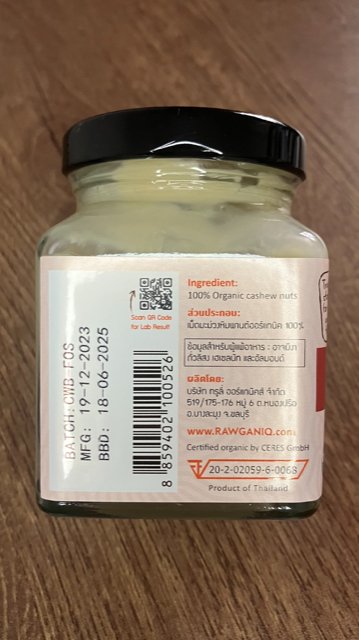 Scan QR Code
for Lab Result
BATCH:CWB FOS
MFG: 19-12-2023
BBD: 18-06-2025
8 859402 100526
Ingredient:
100% Organic cashew nuts
ส่วนประกอบ:
เม็ดมะม่วงหิมพานต์ออร์แกนิค 100%
ข้อมูลสำหรับผู้แพ้อาหาร : อาจมีงา
ถั่วลิสง เฮเซลนัท และอัลมอนด์
ผลิตโดย:
บริษัท ทรูลี่ ออร์แกนิคส์ จำกัด
519/175-176 หมู่ 6 ต.หนองปรือ
อ.บางละมุง จ.ชลบุรี
www.RAWGANIQ.com
Certified organic by CERES GmbH
20-2-02059-6-0068
Product of Thailand